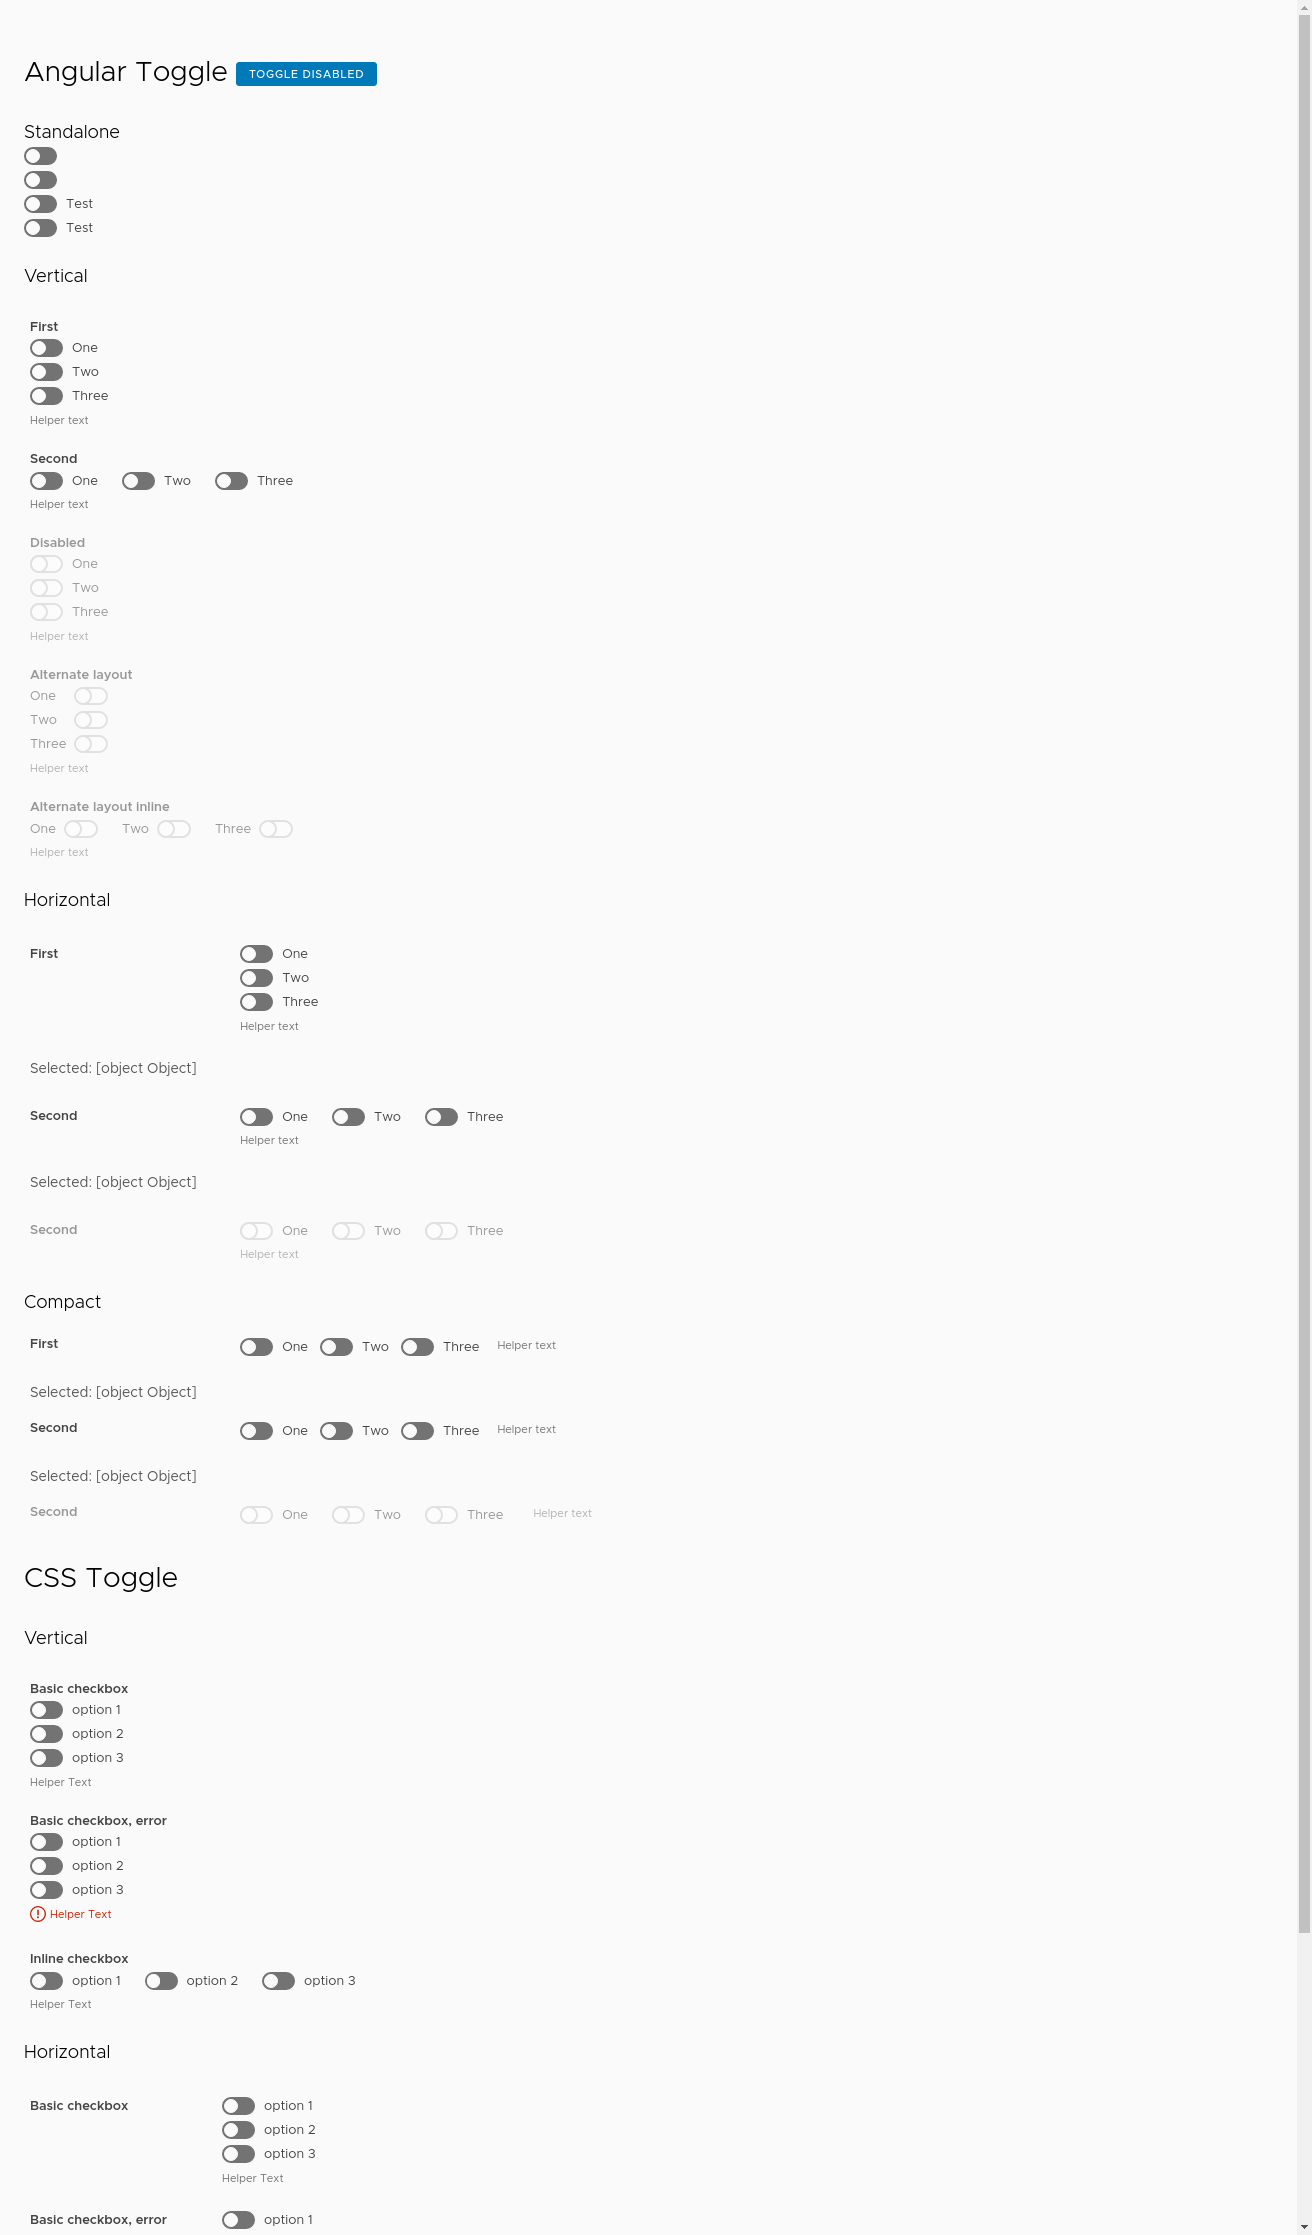 Angular Toggle TOGGLE DISABLED
Standalone
Test
Test
Vertical
First
One
Two
Three
Helper text
Second
One Two Three
Helper text
Disabled
One
Two
Three
Helper text
Alternate layout
One
Two
Three
Helper text
Alternate layout inline
One Two Three
Helper text
Horizontal
First One
Two
Three
Helper text
Selected: [object Object]
Second One Two Three
Helper text
Selected: [object Object]
Second One Two Three
Helper text
Compact
First One Two Three Helper text
Selected: [object Object]
Second One Two Three Helper text
Selected: [object Object]
Second One Two Three Helper text
CSS Toggle
Vertical
Basic checkbox
option 1
option 2
option 3
Helper Text
Basic checkbox, error
option 1
option 2
option 3
Helper Text
Inline checkbox
option 1 option 2 option 3
Helper Text
Horizontal
Basic checkbox option 1
option 2
option 3
Helper Text
Basic checkbox, error option 1